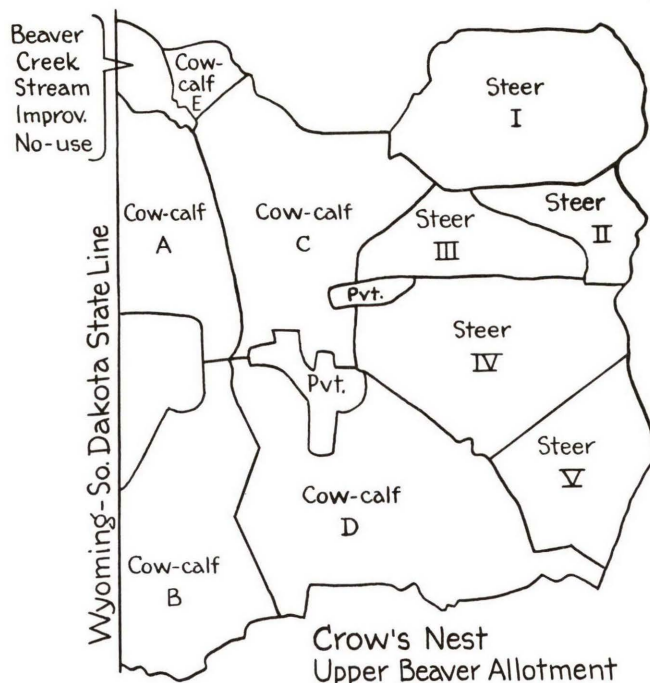 Beaver
Creek
Stream
Improv.
No-use
Cow-
calf
E
Steer
I
Cow-calf
A
Cow-calf
C
Steer
III
Steer
II
Pvt.
Steer
IV
Pvt.
Steer
V
Cow-calf
D
Cow-calf
B
Wyoming - So. Dakota State Line
Crow's Nest
Upper Beaver Allotment